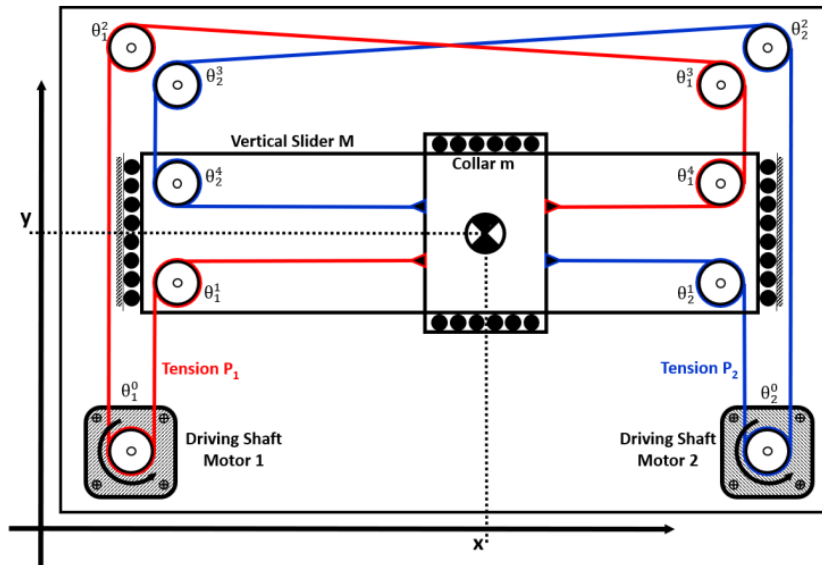 θ₁²
θ₂²
θ₂³
θ₁³
Vertical Slider M
Collar m
θ₂⁴
θ₁⁴
y
θ₁¹
θ₂¹
Tension P₁
Tension P₂
θ₁⁰
θ₂⁰
Driving Shaft
Motor 1
Driving Shaft
Motor 2
x